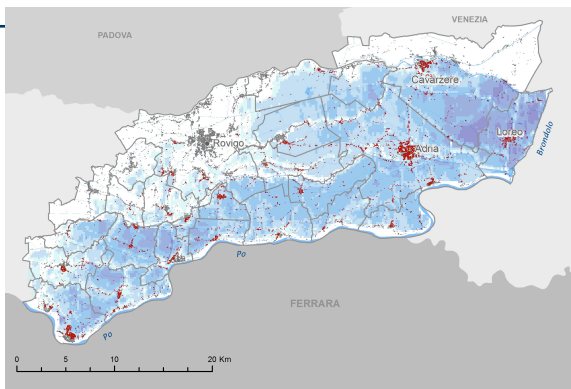 VENEZIA
PADOVA
Cavarzere
Loreo
Rovigo
Adria
Brondolo
Po
FERRARA
Po
0 5 10 20 Km